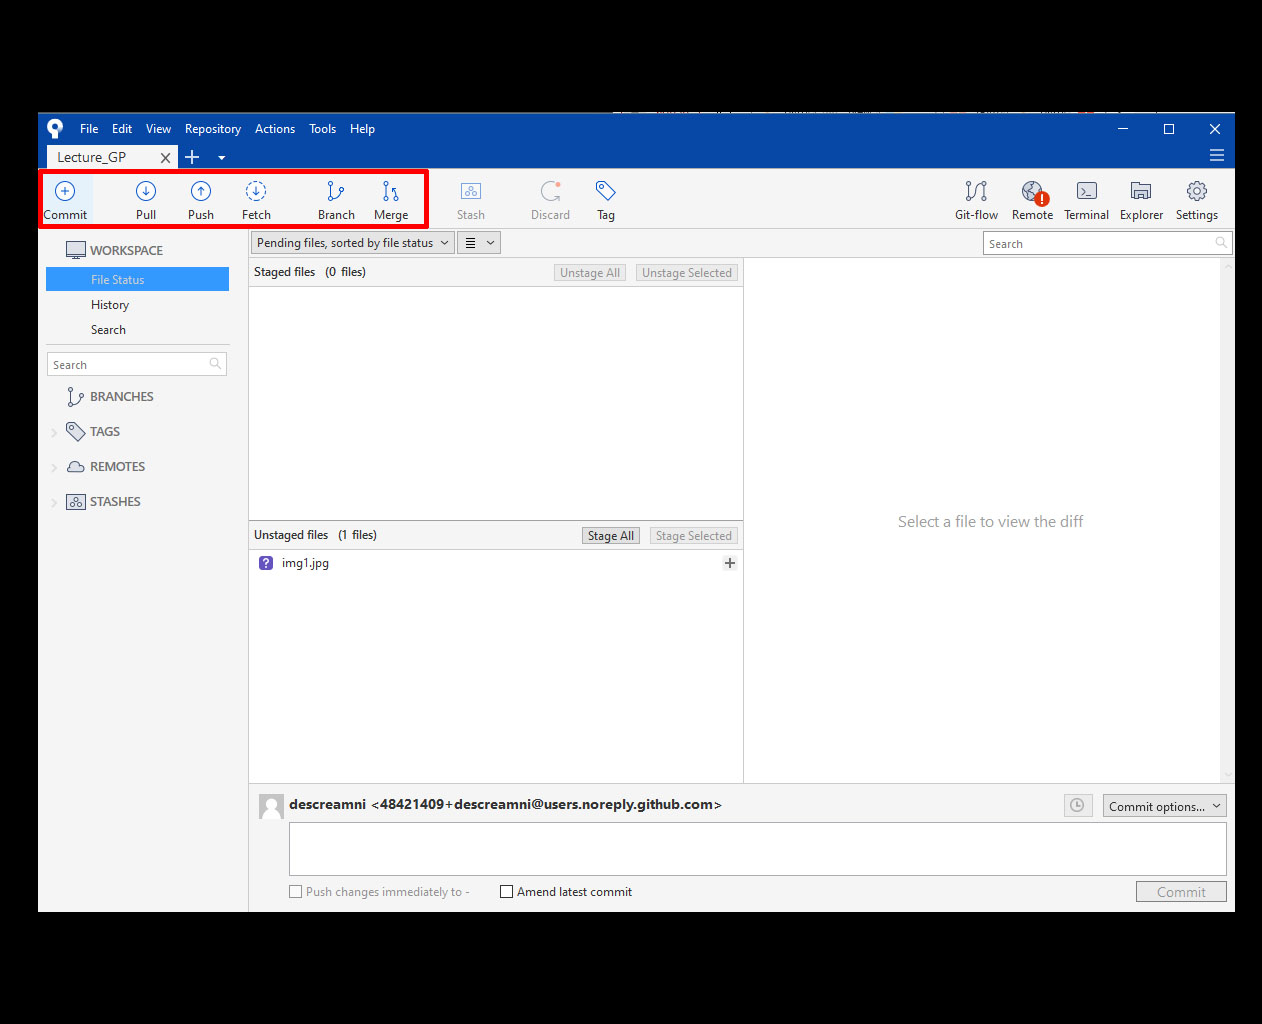 File Edit View Repository Actions Tools Help
Lecture_GP
Commit Pull Push Fetch Branch Merge Stash Discard Tag Git-flow Remote Terminal Explorer Settings
WORKSPACE
File Status
History
Search
Search
BRANCHES
TAGS
REMOTES
STASHES
Pending files, sorted by file status
Search
Staged files (0 files) Unstage All Unstage Selected
Unstaged files (1 files) Stage All Stage Selected
? img1.jpg
Select a file to view the diff
descreamni <48421409+descreamni@users.noreply.github.com>
Commit options...
Push changes immediately to - Amend latest commit
Commit